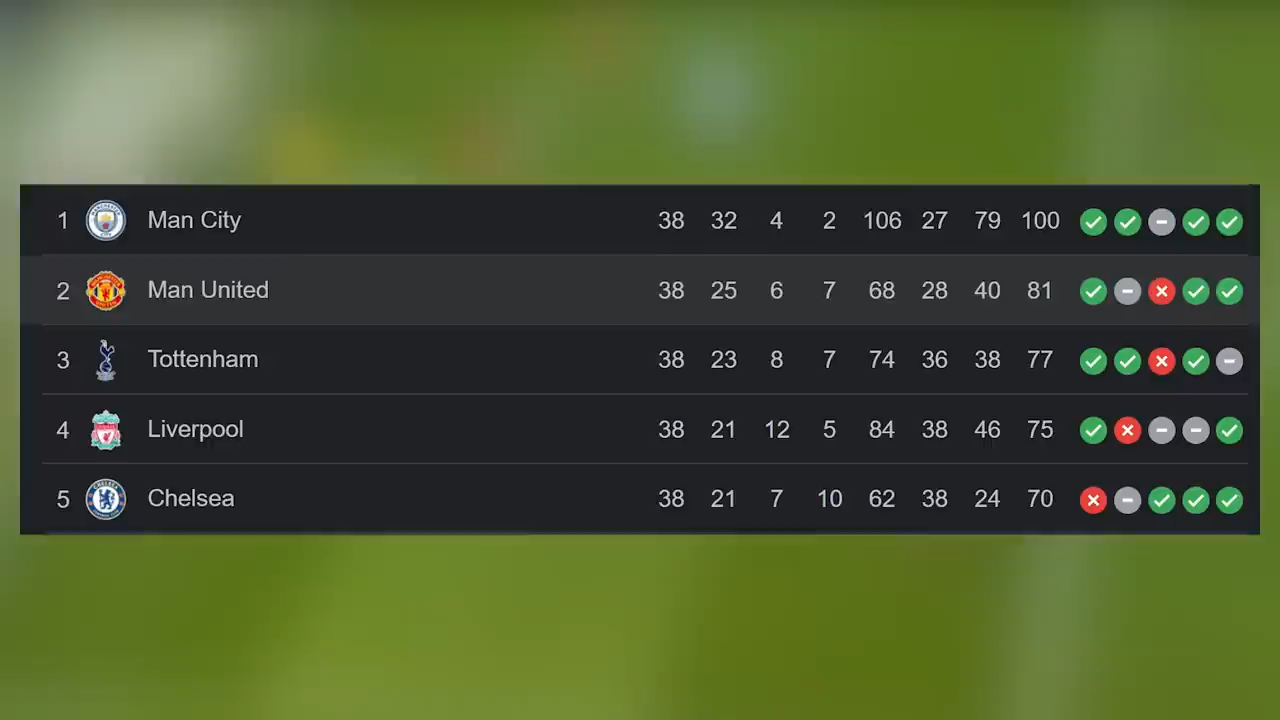 1 Man City 38 32 4 2 106 27 79 100
2 Man United 38 25 6 7 68 28 40 81
3 Tottenham 38 23 8 7 74 36 38 77
4 Liverpool 38 21 12 5 84 38 46 75
5 Chelsea 38 21 7 10 62 38 24 70